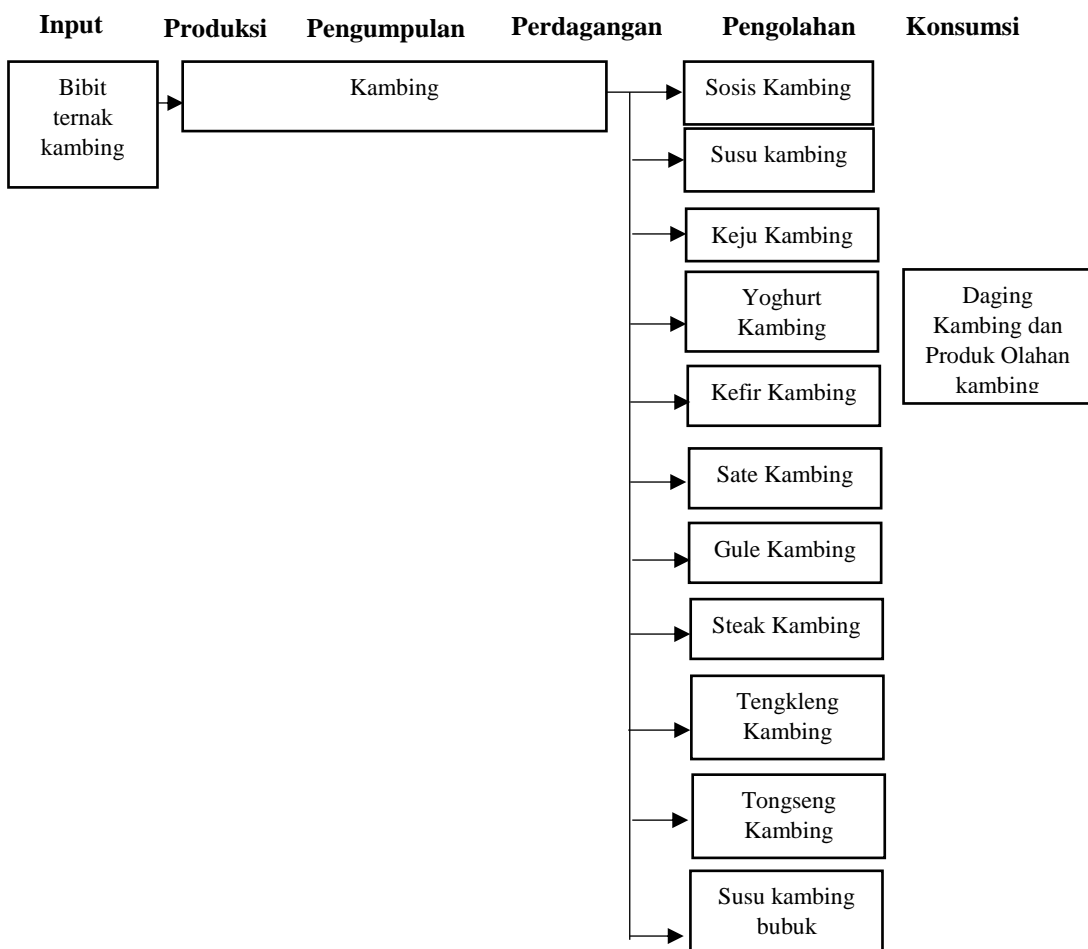 Input Produksi Pengumpulan Perdagangan Pengolahan Konsumsi
Bibit
ternak
kambing
Kambing
Sosis Kambing
Susu kambing
Keju Kambing
Yoghurt
Kambing
Kefir Kambing
Sate Kambing
Gule Kambing
Steak Kambing
Tengkleng
Kambing
Tongseng
Kambing
Susu kambing
bubuk
Daging
Kambing dan
Produk Olahan
kambing